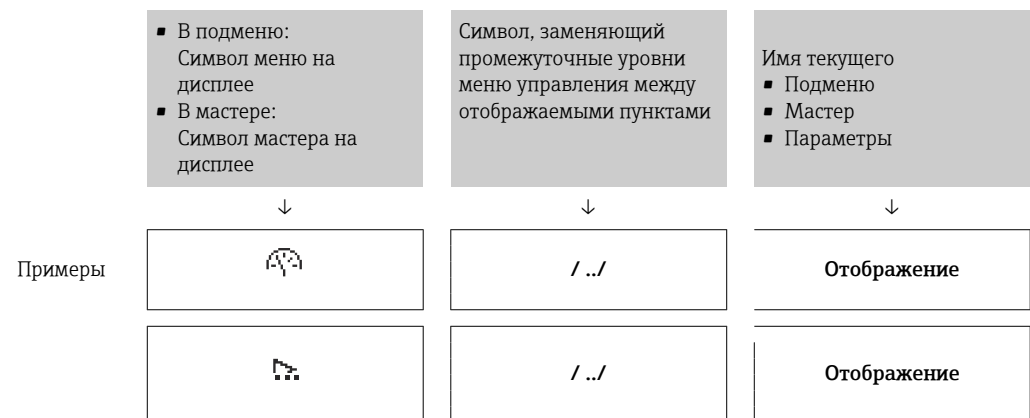 ▪ В подменю:
Символ меню на
дисплее
▪ В мастере:
Символ мастера на
дисплее
Символ, заменяющий
промежуточные уровни
меню управления между
отображаемыми пунктами
Имя текущего
▪ Подменю
▪ Мастер
▪ Параметры
↓ ↓ ↓
Примеры / ../ Отображение
/ ../ Отображение